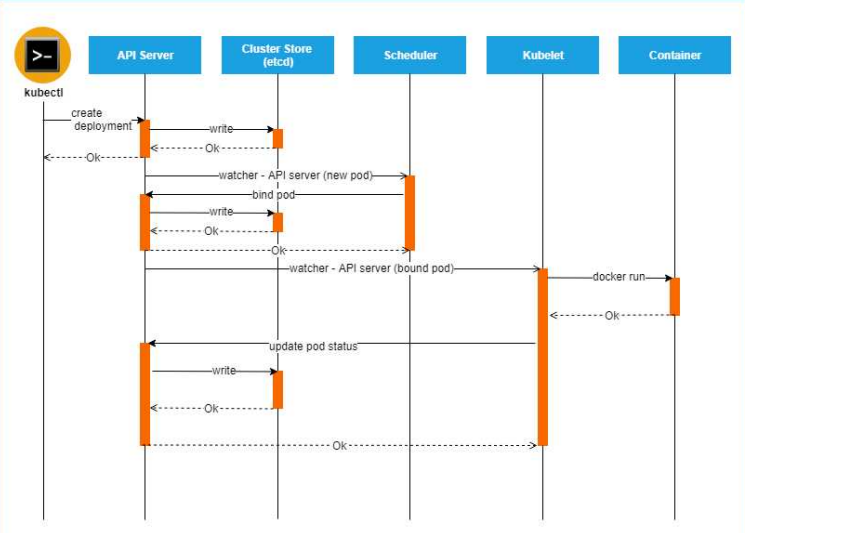 >-
kubectl
API Server
Cluster Store
(etcd)
Scheduler
Kubelet
Container
create
deployment
write
Ok
Ok
watcher - API server (new pod)
bind pod
write
Ok
Ok
watcher - API server (bound pod)
docker run
Ok
update pod status
write
Ok
Ok